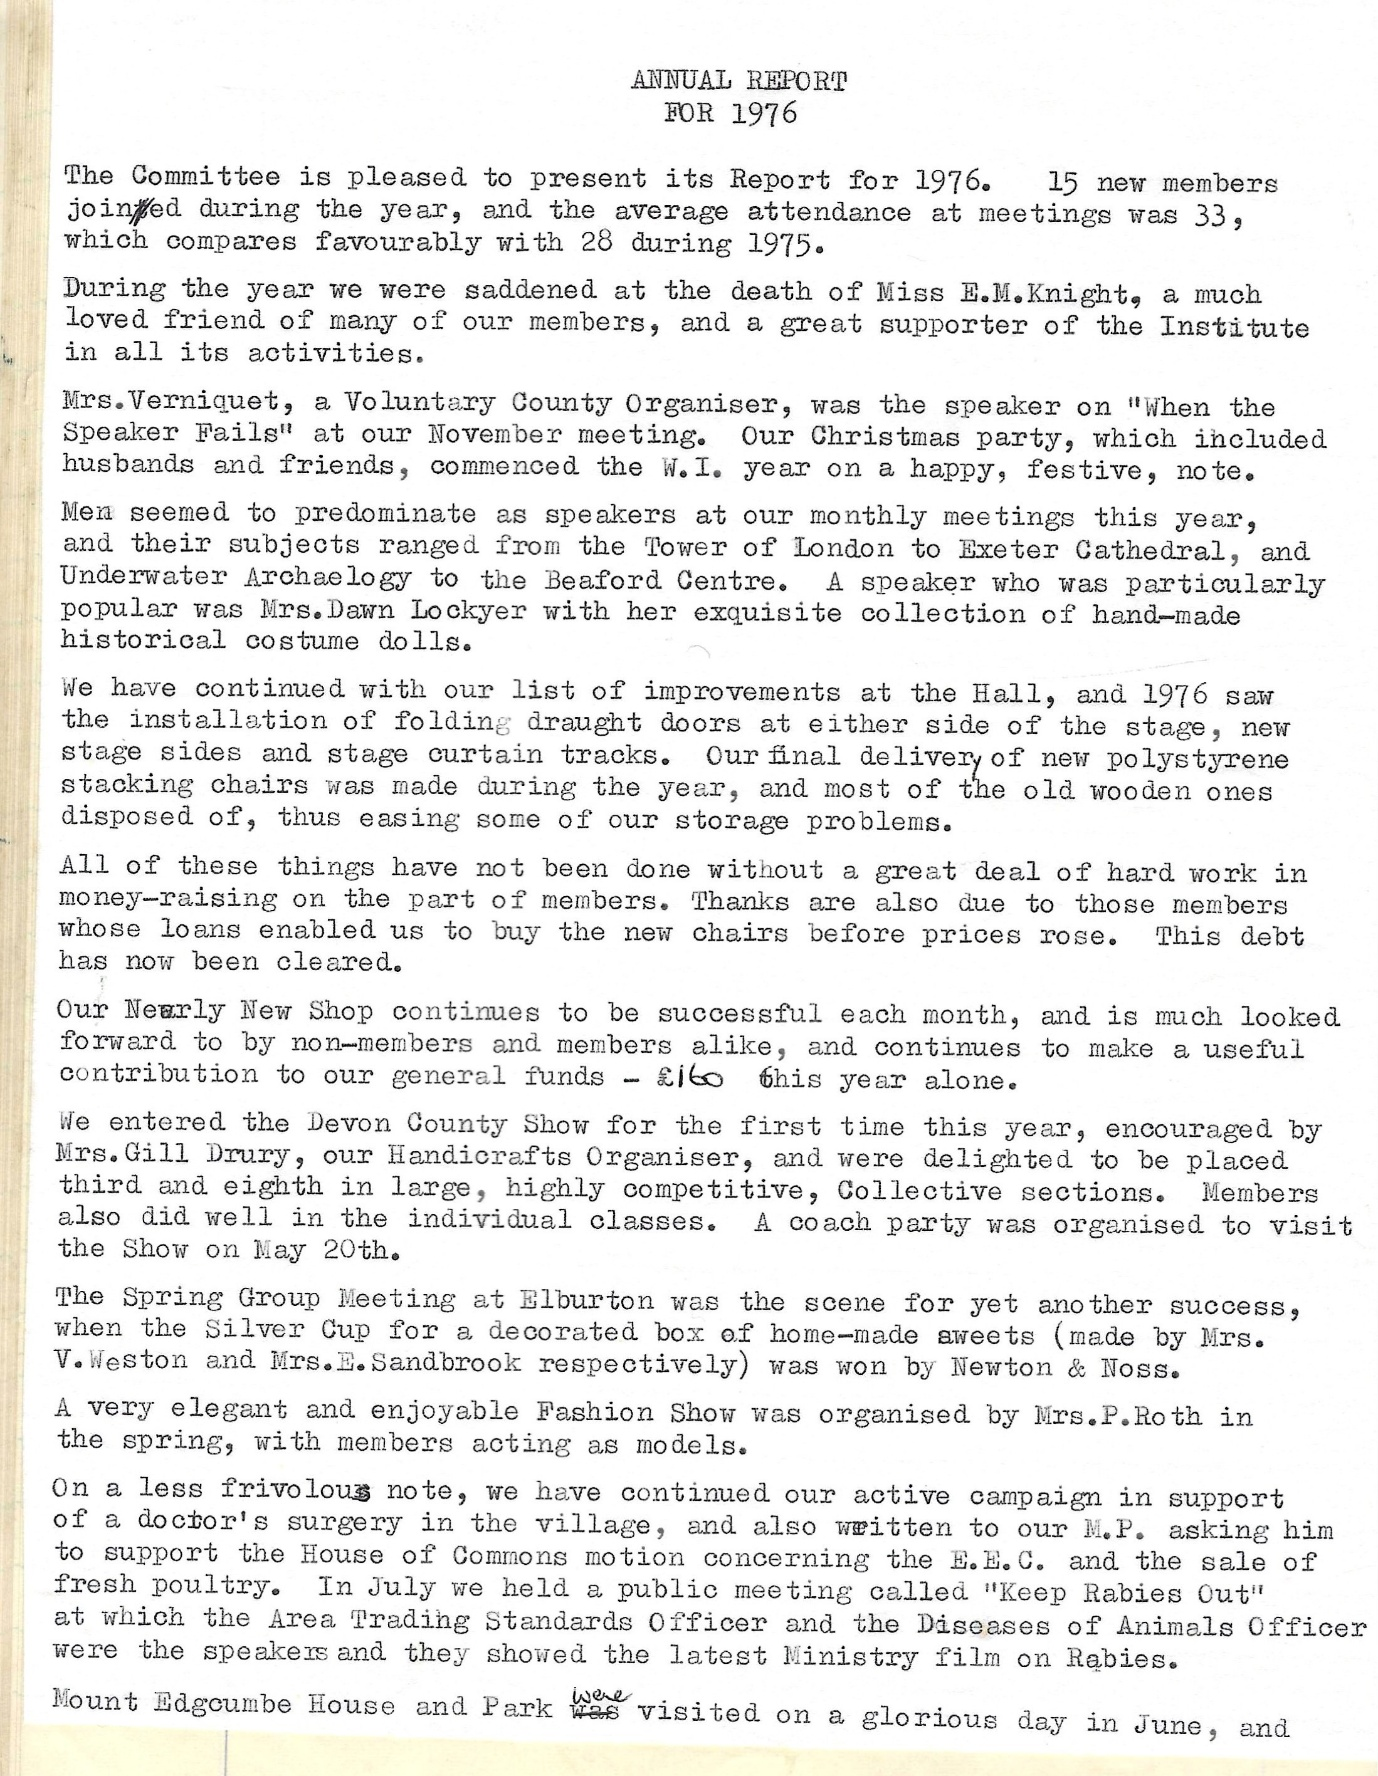 ANNUAL REPORT
FOR 1976
The Committee is pleased to present its Report for 1976. 15 new members
joined during the year, and the average attendance at meetings was 33,
which compares favourably with 28 during 1975.
During the year we were saddened at the death of Miss E.M.Knight, a much
loved friend of many of our members, and a great supporter of the Institute
in all its activities.
Mrs.Verniquet, a Voluntary County Organiser, was the speaker on "When the
Speaker Fails" at our November meeting. Our Christmas party, which included
husbands and friends, commenced the W.I. year on a happy, festive, note.
Men seemed to predominate as speakers at our monthly meetings this year,
and their subjects ranged from the Tower of London to Exeter Cathedral, and
Underwater Archaelogy to the Beaford Centre. A speaker who was particularly
popular was Mrs.Dawn Lockyer with her exquisite collection of hand-made
historical costume dolls.
We have continued with our list of improvements at the Hall, and 1976 saw
the installation of folding draught doors at either side of the stage, new
stage sides and stage curtain tracks. Our final delivery of new polystyrene
stacking chairs was made during the year, and most of the old wooden ones
disposed of, thus easing some of our storage problems.
All of these things have not been done without a great deal of hard work in
money-raising on the part of members. Thanks are also due to those members
whose loans enabled us to buy the new chairs before prices rose. This debt
has now been cleared.
Our Nearly New Shop continues to be successful each month, and is much looked
forward to by non-members and members alike, and continues to make a useful
contribution to our general funds - £160 this year alone.
We entered the Devon County Show for the first time this year, encouraged by
Mrs.Gill Drury, our Handicrafts Organiser, and were delighted to be placed
third and eighth in large, highly competitive, Collective sections. Members
also did well in the individual classes. A coach party was organised to visit
the Show on May 20th.
The Spring Group Meeting at Elburton was the scene for yet another success,
when the Silver Cup for a decorated box of home-made sweets (made by Mrs.
V.Weston and Mrs.E.Sandbrook respectively) was won by Newton & Noss.
A very elegant and enjoyable Fashion Show was organised by Mrs.P.Roth in
the spring, with members acting as models.
On a less frivolous note, we have continued our active campaign in support
of a doctor's surgery in the village, and also written to our M.P. asking him
to support the House of Commons motion concerning the E.E.C. and the sale of
fresh poultry. In July we held a public meeting called "Keep Rabies Out"
at which the Area Trading Standards Officer and the Diseases of Animals Officer
were the speakers and they showed the latest Ministry film on Rabies.
Mount Edgcumbe House and Park were was visited on a glorious day in June, and